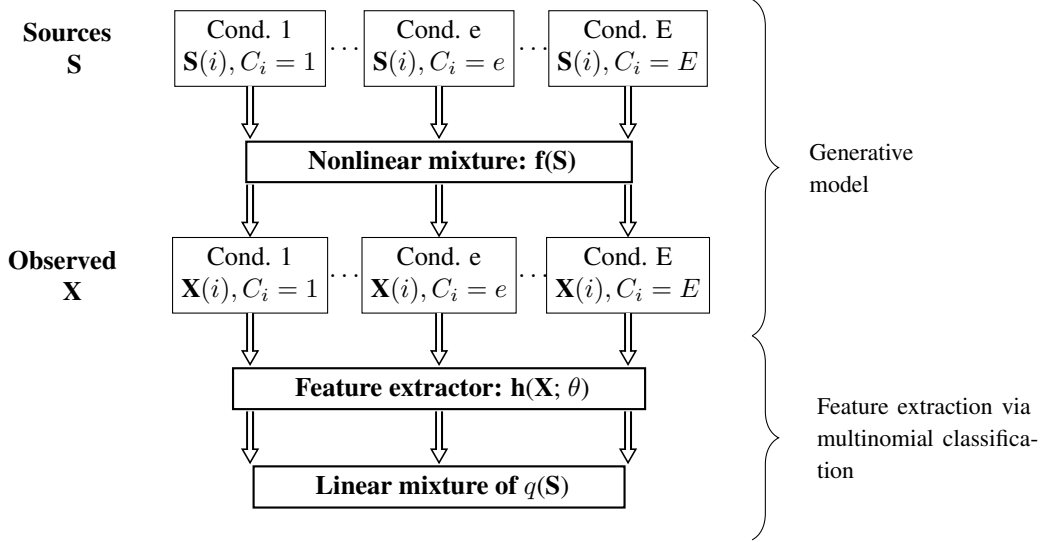 Sources
S
Cond. 1
S(i), C_i = 1
...
Cond. e
S(i), C_i = e
...
Cond. E
S(i), C_i = E
Nonlinear mixture: f(S)
Generative
model
Observed
X
Cond. 1
X(i), C_i = 1
...
Cond. e
X(i), C_i = e
...
Cond. E
X(i), C_i = E
Feature extractor: h(X; θ)
Feature extraction via
multinomial classifica-
tion
Linear mixture of q(S)